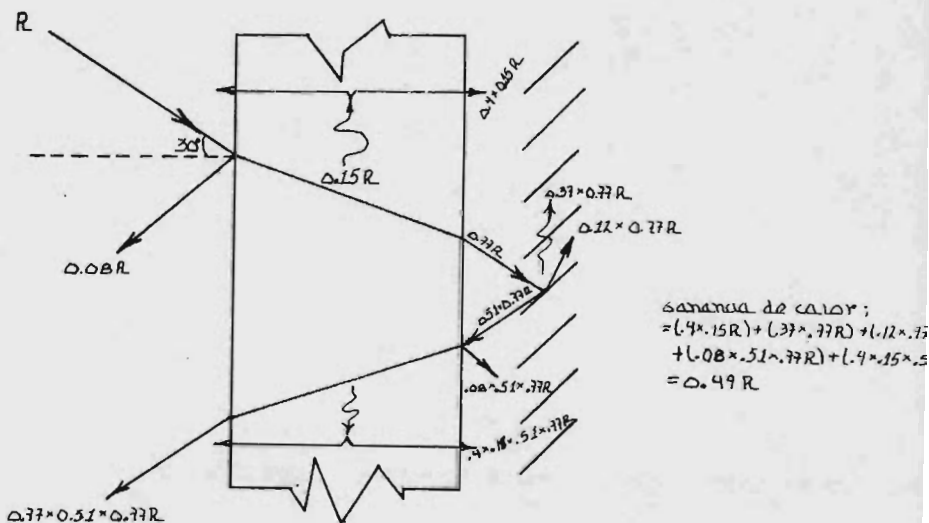 R
30°
0.08R
0.15R
0.4×0.15R
0.77R
0.37×0.77R
0.12×0.77R
0.51×0.77R
.08×.51×.77R
.4×.18×.51×.77R
0.77×0.51×0.77R
Ganancia de calor:
=(.4×.15R)+(.37×.77R)+(.12×.77
+(.08×.51×.77R)+(.4×.15×.5
=0.49R